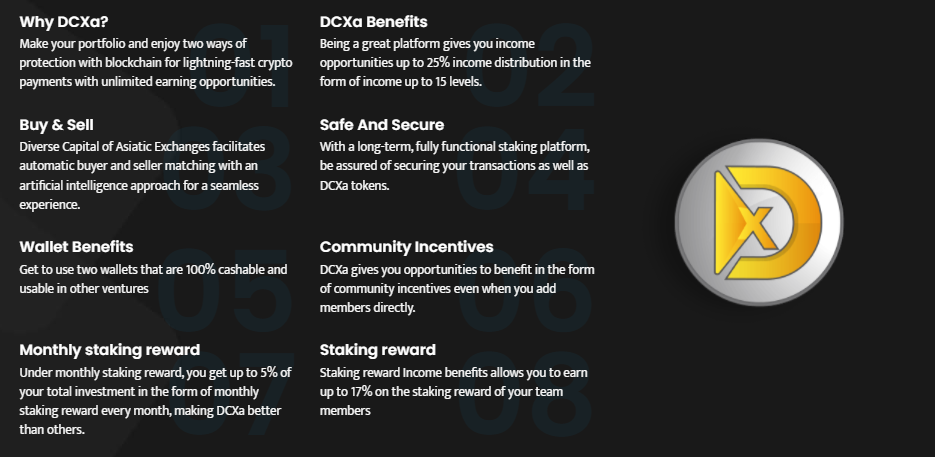 Why DCXa?
Make your portfolio and enjoy two ways of
protection with blockchain for lightning-fast crypto
payments with unlimited earning opportunities.
01
DCXa Benefits
Being a great platform gives you income
opportunities up to 25% income distribution in the
form of income up to 15 levels.
02
Buy & Sell
Diverse Capital of Asiatic Exchanges facilitates
automatic buyer and seller matching with an
artificial intelligence approach for a seamless
experience.
03
Safe And Secure
With a long-term, fully functional staking platform,
be assured of securing your transactions as well as
DCXa tokens.
04
Wallet Benefits
Get to use two wallets that are 100% cashable and
usable in other ventures
05
Community Incentives
DCXa gives you opportunities to benefit in the form
of community incentives even when you add
members directly.
06
Monthly staking reward
Under monthly staking reward, you get up to 5% of
your total investment in the form of monthly
staking reward every month, making DCXa better
than others.
07
Staking reward
Staking reward Income benefits allows you to earn
up to 17% on the staking reward of your team
members
08
D
X